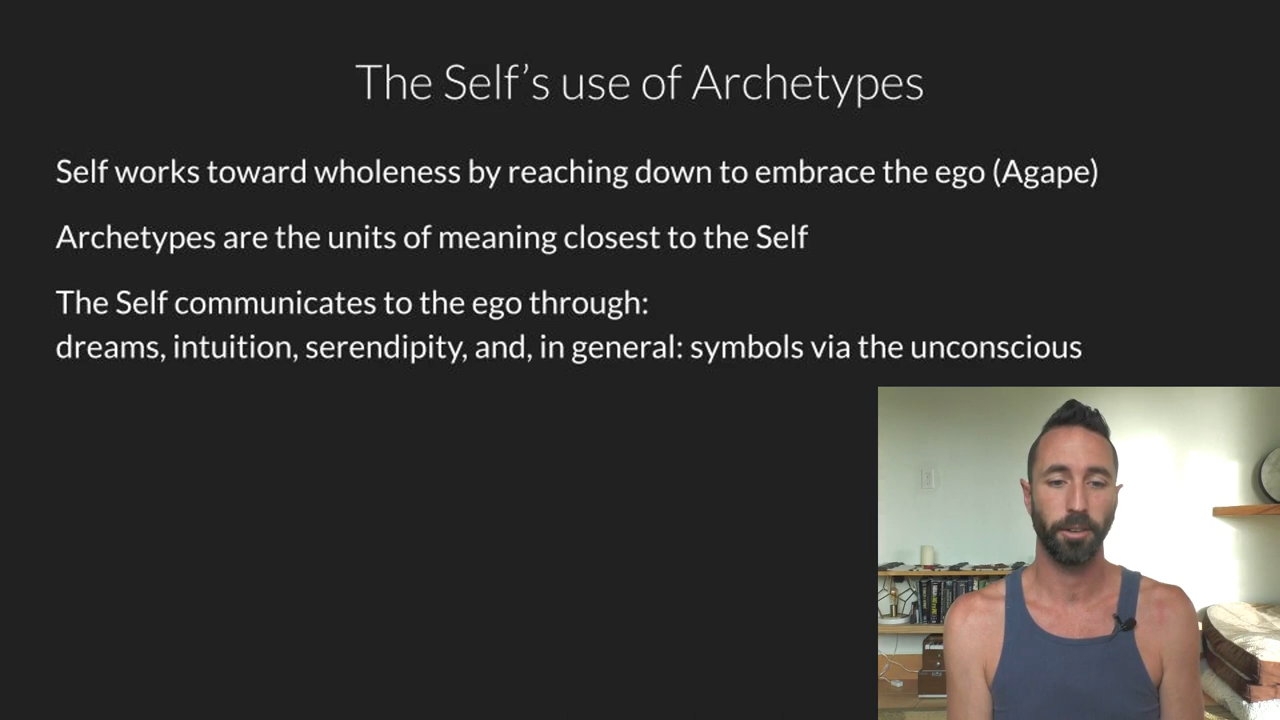 The Self’s use of Archetypes
Self works toward wholeness by reaching down to embrace the ego (Agape)
Archetypes are the units of meaning closest to the Self
The Self communicates to the ego through:
dreams, intuition, serendipity, and, in general: symbols via the unconscious